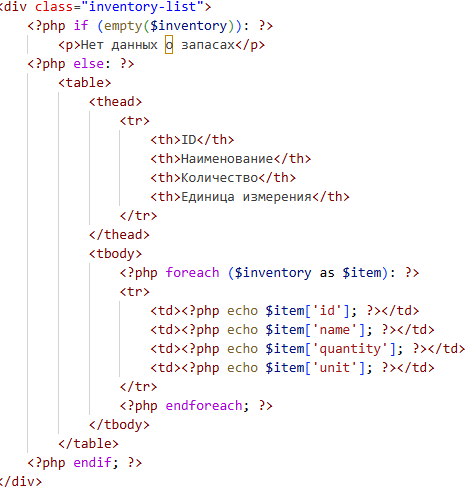 <div class="inventory-list">
<?php if (empty($inventory)): ?>
<p>Нет данных о запасах</p>
<?php else: ?>
<table>
<thead>
<tr>
<th>ID</th>
<th>Наименование</th>
<th>Количество</th>
<th>Единица измерения</th>
</tr>
</thead>
<tbody>
<?php foreach ($inventory as $item): ?>
<tr>
<td><?php echo $item['id']; ?></td>
<td><?php echo $item['name']; ?></td>
<td><?php echo $item['quantity']; ?></td>
<td><?php echo $item['unit']; ?></td>
</tr>
<?php endforeach; ?>
</tbody>
</table>
<?php endif; ?>
</div>